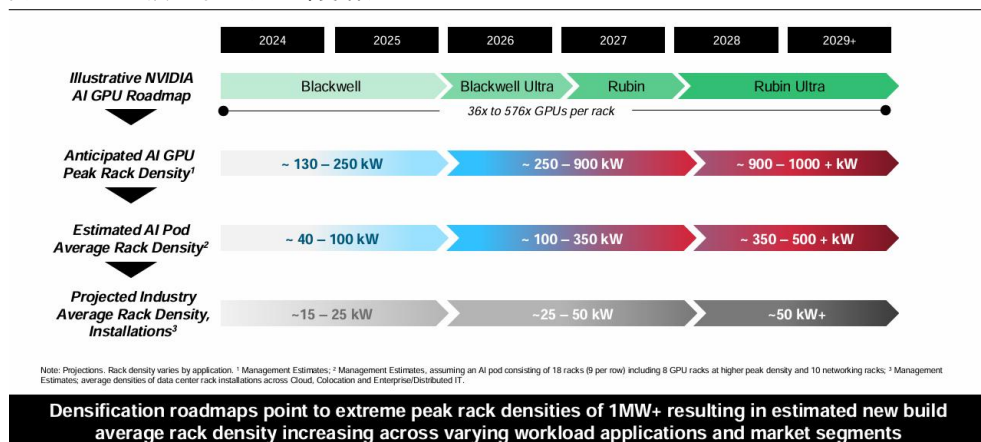 2024 2025 2026 2027 2028 2029+
Illustrative NVIDIA
AI GPU Roadmap
Blackwell Blackwell Ultra Rubin Rubin Ultra
36x to 576x GPUs per rack
Anticipated AI GPU
Peak Rack Density¹
~ 130 – 250 kW ~ 250 – 900 kW ~ 900 – 1000 + kW
Estimated AI Pod
Average Rack Density²
~ 40 – 100 kW ~ 100 – 350 kW ~ 350 – 500 + kW
Projected Industry
Average Rack Density,
Installations³
~15 – 25 kW ~25 – 50 kW ~50 kW+
Note: Projections. Rack density varies by application. ¹ Management Estimates; ² Management Estimates, assuming an AI pod consisting of 18 racks (9 per row) including 8 GPU racks at higher peak density and 10 networking racks; ³ Management
Estimates; average densities of data center rack installations across Cloud, Colocation and Enterprise/Distributed IT.
Densification roadmaps point to extreme peak rack densities of 1MW+ resulting in estimated new build
average rack density increasing across varying workload applications and market segments